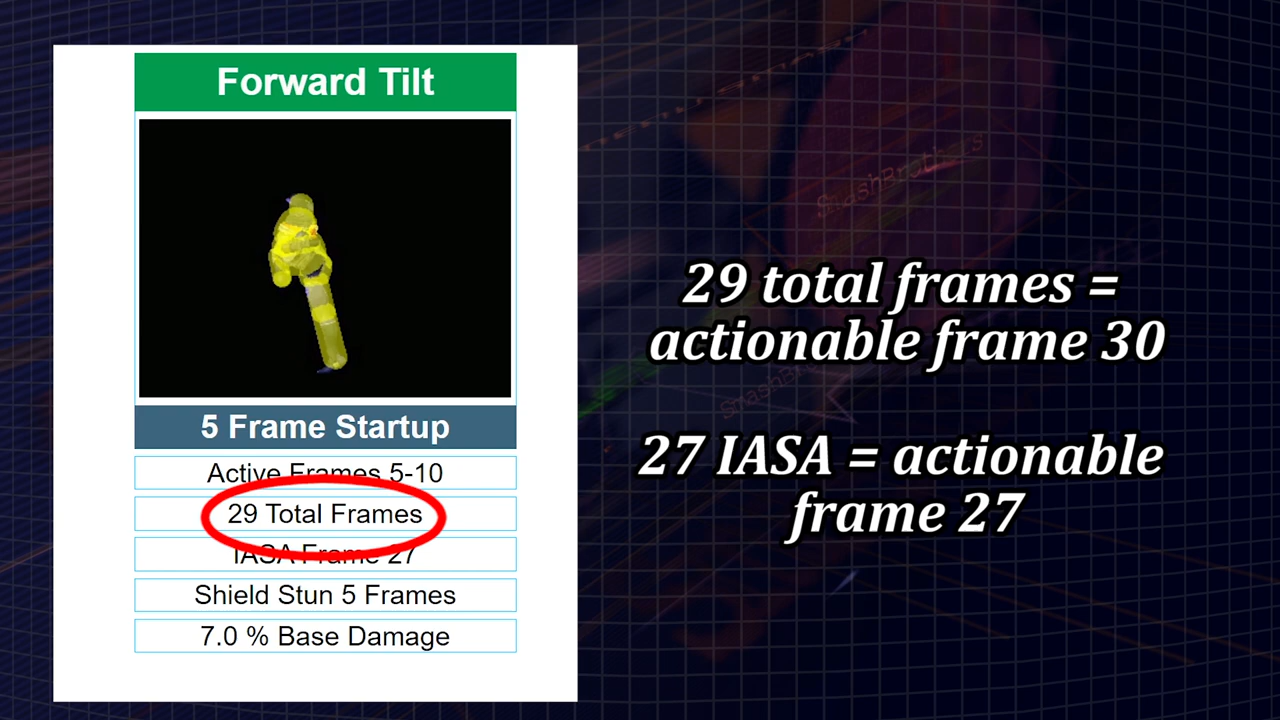 Forward Tilt
5 Frame Startup
Active Frames 5-10
29 Total Frames
IASA Frame 27
Shield Stun 5 Frames
7.0 % Base Damage
29 total frames =
actionable frame 30
27 IASA = actionable
frame 27
SmashBrothers